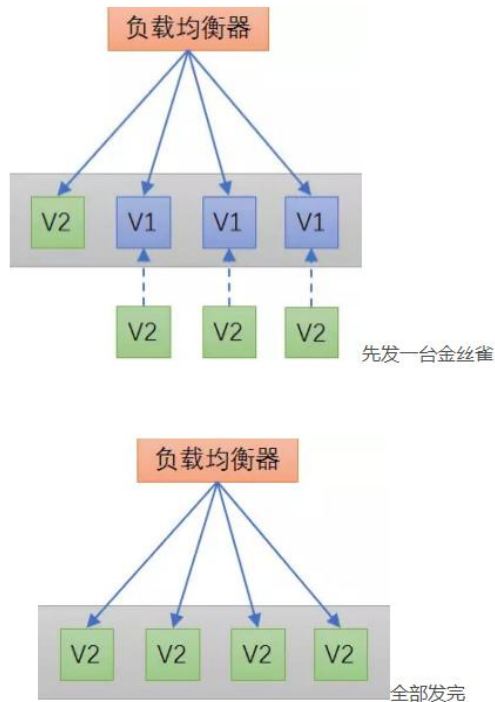 负载均衡器
V2 V1 V1 V1
V2 V2 V2
先发一台金丝雀
负载均衡器
V2 V2 V2 V2
全部发完